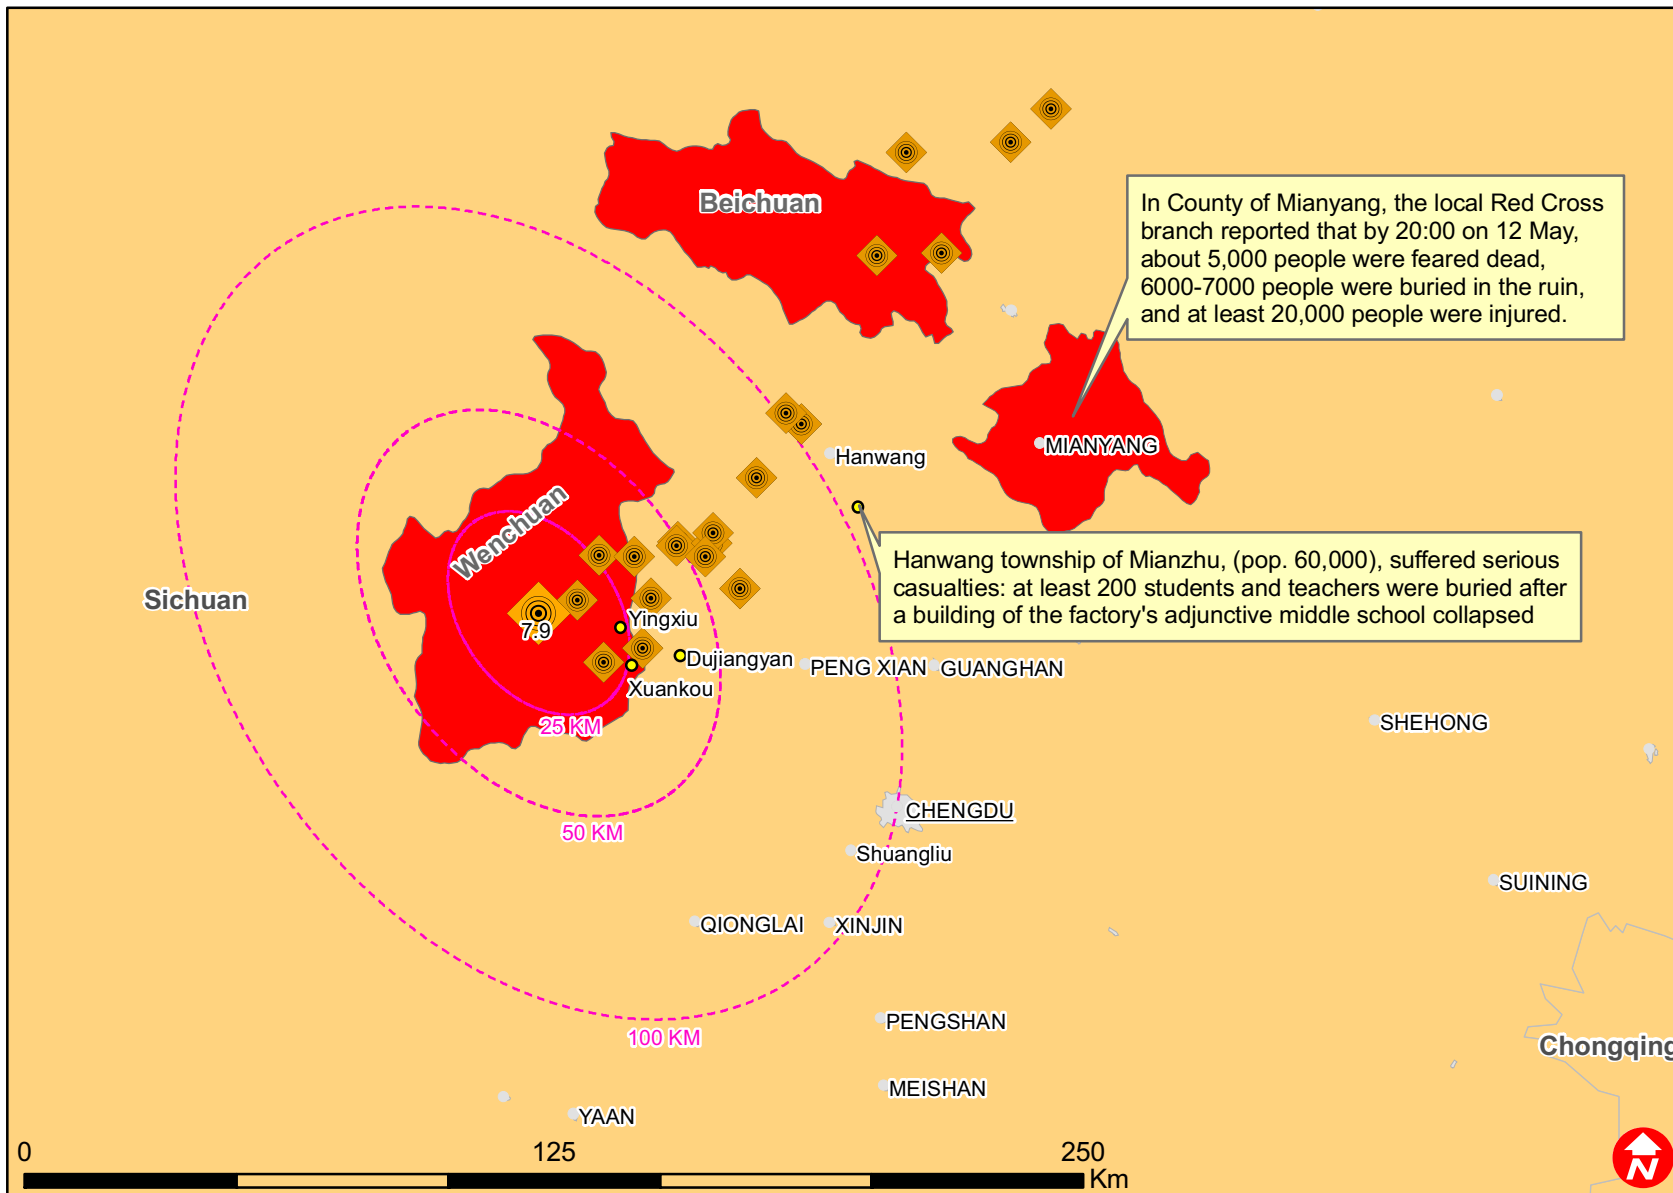 Beichuan
In County of Mianyang, the local Red Cross
branch reported that by 20:00 on 12 May,
about 5,000 people were feared dead,
6000-7000 people were buried in the ruin,
and at least 20,000 people were injured.
MIANYANG
Hanwang
Wenchuan
Hanwang township of Mianzhu, (pop. 60,000), suffered serious
casualties: at least 200 students and teachers were buried after
a building of the factory's adjunctive middle school collapsed
Sichuan
7.9
Yingxiu
Dujiangyan
Xuankou
PENG XIAN
GUANGHAN
25 KM
SHEHONG
50 KM
CHENGDU
Shuangliu
SUINING
QIONGLAI
XINJIN
100 KM
PENGSHAN
Chongqing
MEISHAN
YAAN
0
125
250
Km
N